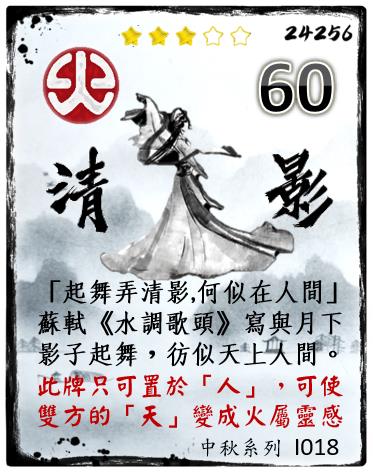 24256
火
60
清 影
「起舞弄清影,何似在人間」
蘇軾《水調歌頭》寫與月下
影子起舞，彷似天上人間。
此牌只可置於「人」，可使
雙方的「天」變成火屬靈感
中秋系列 I018